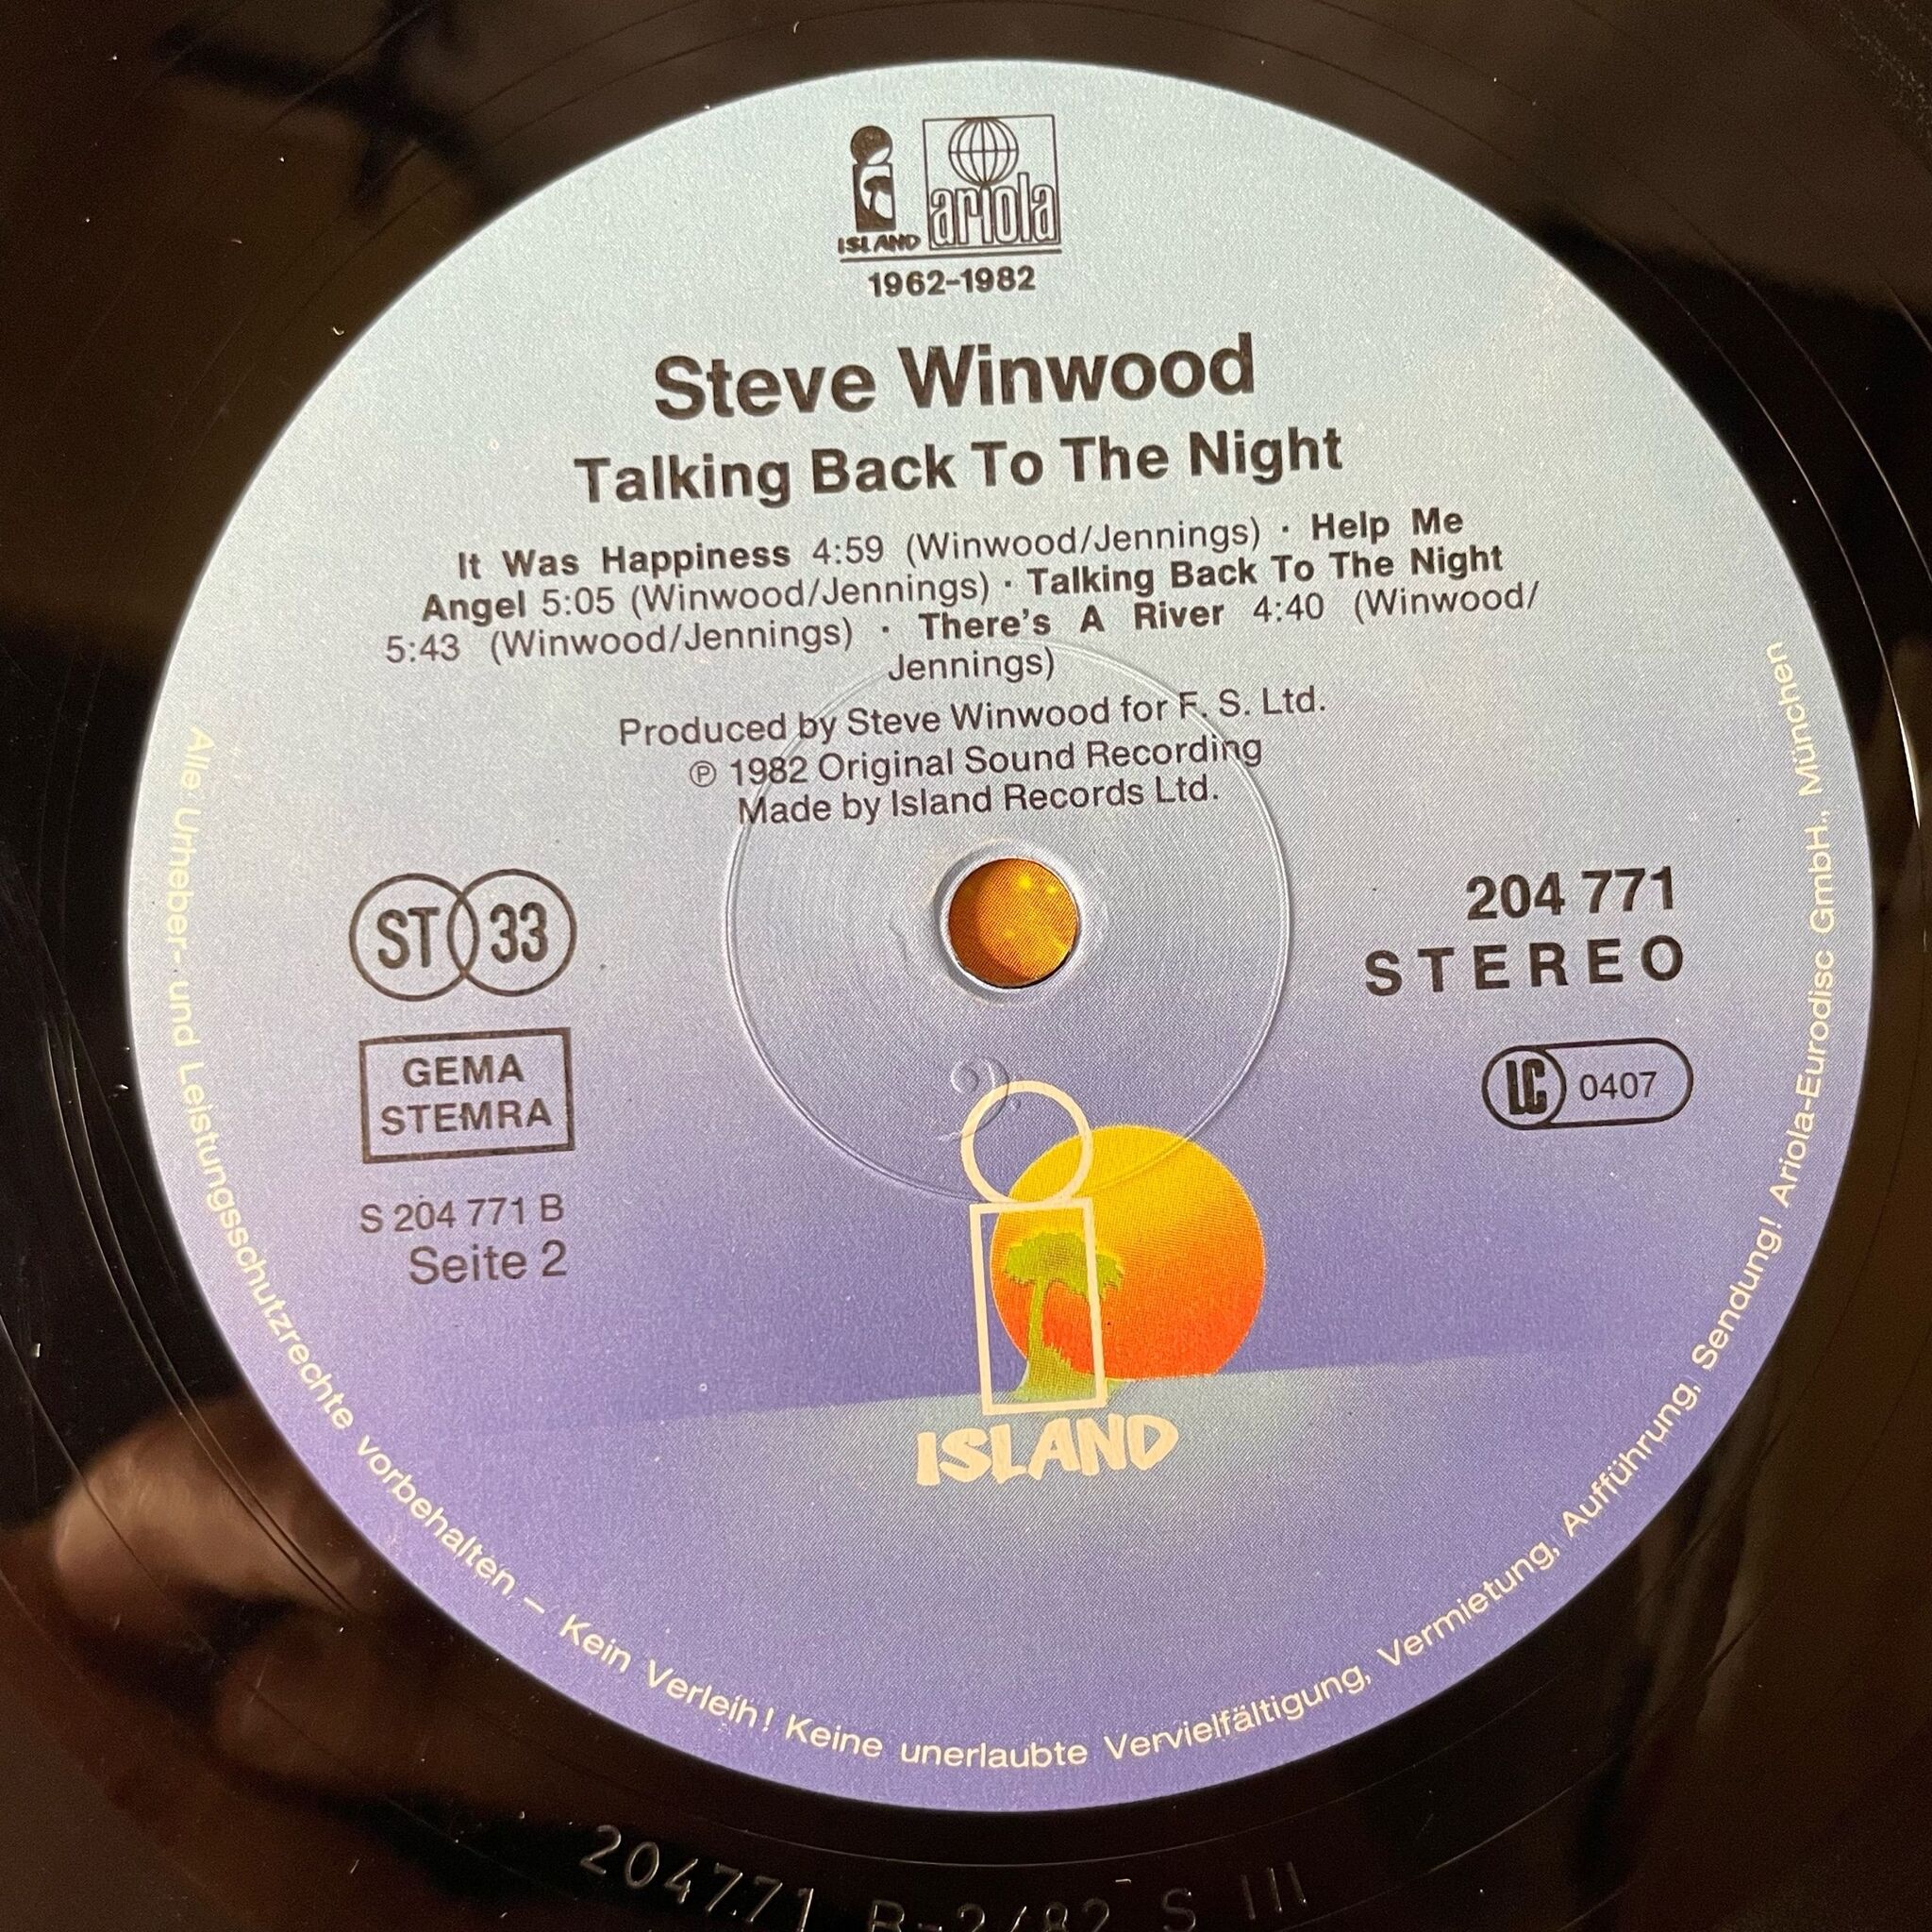 ISLAND ariola
1962-1982
Steve Winwood
Talking Back To The Night
It Was Happiness 4:59 (Winwood/Jennings) · Help Me
Angel 5:05 (Winwood/Jennings) · Talking Back To The Night
5:43 (Winwood/Jennings) · There's A River 4:40 (Winwood/
Jennings)
Produced by Steve Winwood for F. S. Ltd.
℗ 1982 Original Sound Recording
Made by Island Records Ltd.
ST 33
204 771
STEREO
GEMA
STEMRA
LC 0407
S 204 771 B
Seite 2
ISLAND
Alle Urheber- und Leistungsschutzrechte vorbehalten – Kein Verleih! Keine unerlaubte Vervielfältigung, Vermietung, Aufführung, Sendung! Ariola-Eurodisc GmbH., München
204771 B-2/82 S III